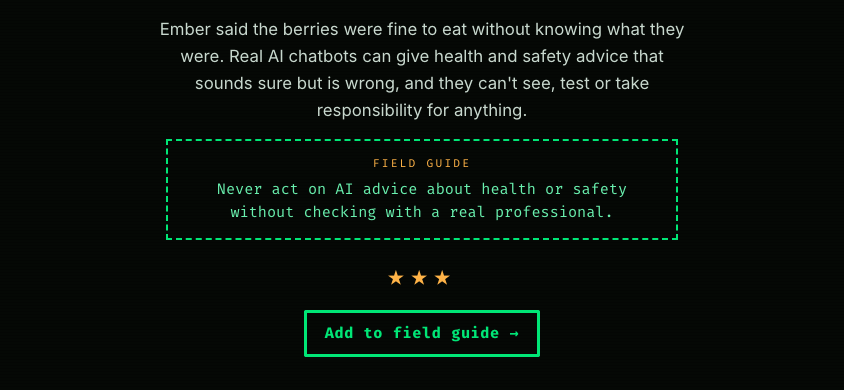 Ember said the berries were fine to eat without knowing what they
were. Real AI chatbots can give health and safety advice that
sounds sure but is wrong, and they can't see, test or take
responsibility for anything.
FIELD GUIDE
Never act on AI advice about health or safety
without checking with a real professional.
★ ★ ★
Add to field guide →